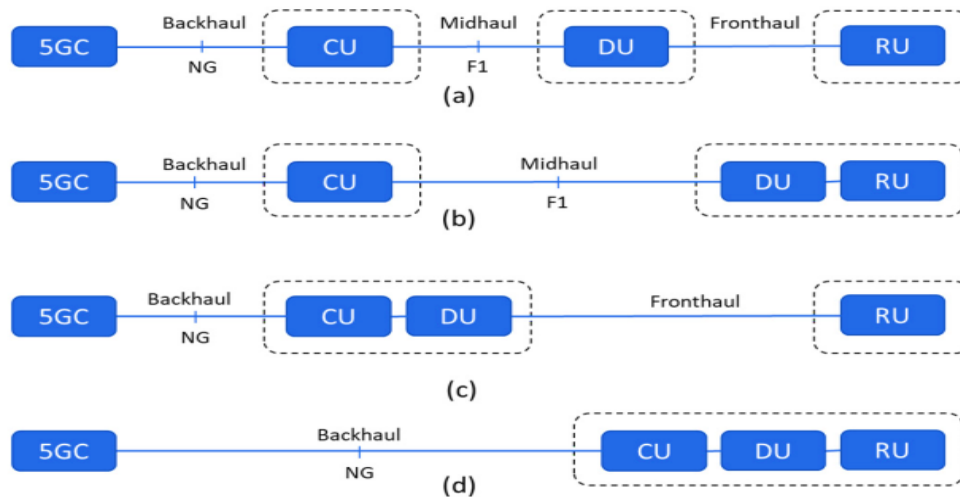 Backhaul Midhaul Fronthaul
5GC CU DU RU
NG F1
(a)
Backhaul Midhaul
5GC CU DU RU
NG F1
(b)
Backhaul Fronthaul
5GC CU DU RU
NG
(c)
Backhaul
5GC CU DU RU
NG
(d)